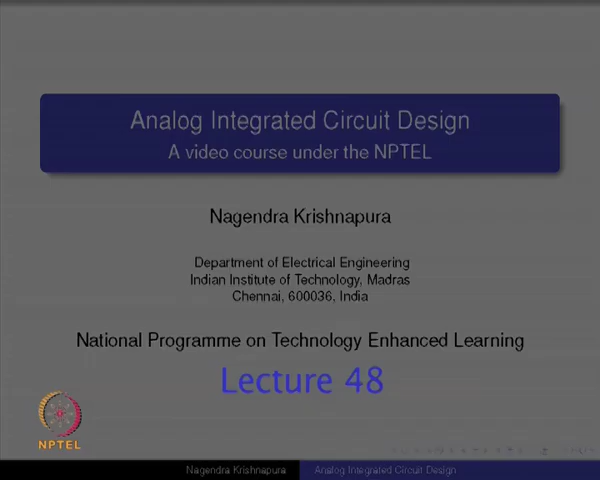 Analog Integrated Circuit Design
A video course under the NPTEL
Nagendra Krishnapura
Department of Electrical Engineering
Indian Institute of Technology, Madras
Chennai, 600036, India
National Programme on Technology Enhanced Learning
Lecture 48
NPTEL
Nagendra Krishnapura Analog Integrated Circuit Design